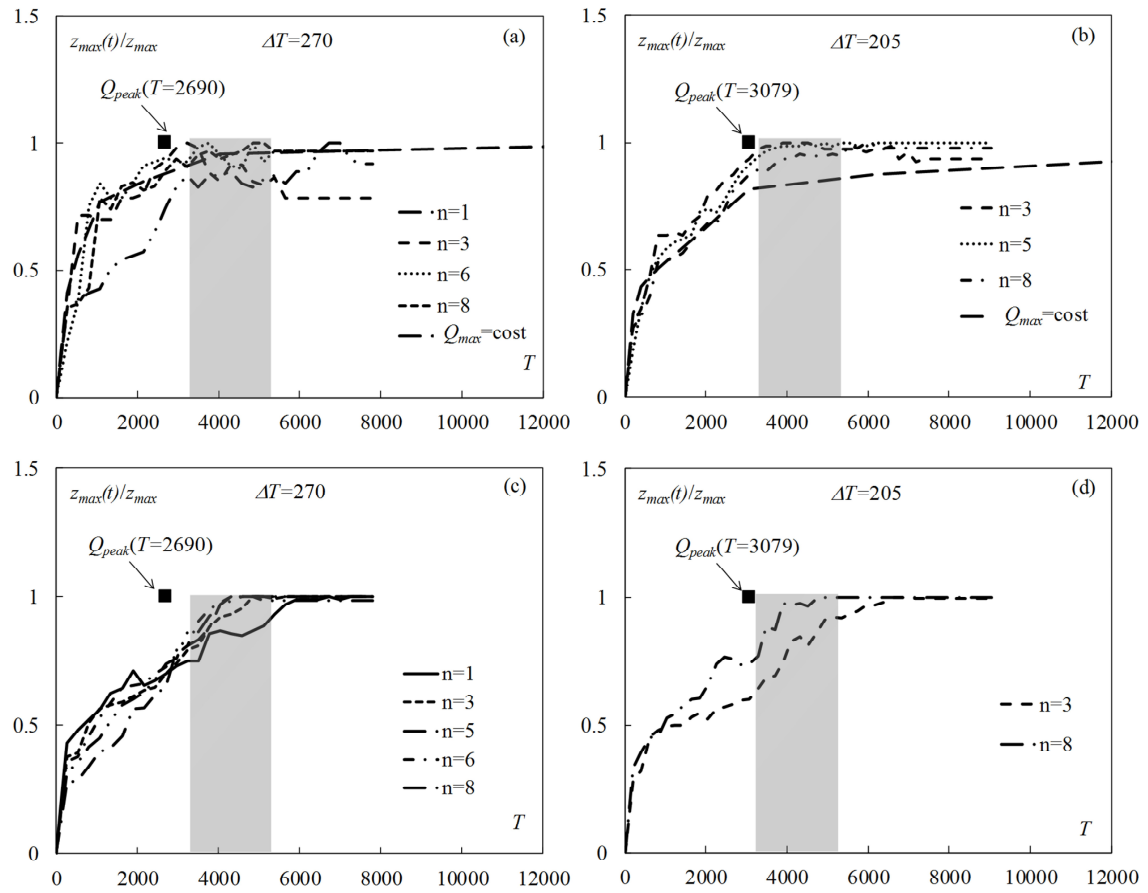 1.5
z_max(t)/z_max
ΔT=270
(a)
Q_peak(T=2690)
1
n=1
n=3
0.5
n=6
n=8
Q_max=cost
T
0
0 2000 4000 6000 8000 10000 12000
1.5
z_max(t)/z_max
ΔT=205
(b)
Q_peak(T=3079)
1
n=3
0.5
n=5
n=8
Q_max=cost
T
0
0 2000 4000 6000 8000 10000 12000
1.5
z_max(t)/z_max
ΔT=270
(c)
Q_peak(T=2690)
1
n=1
n=3
0.5
n=5
n=6
n=8
T
0
0 2000 4000 6000 8000 10000 12000
1.5
z_max(t)/z_max
ΔT=205
(d)
Q_peak(T=3079)
1
n=3
0.5
n=8
T
0
0 2000 4000 6000 8000 10000 12000